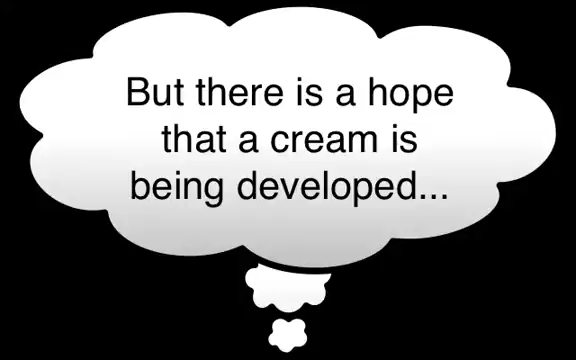 But there is a hope
that a cream is
being developed...